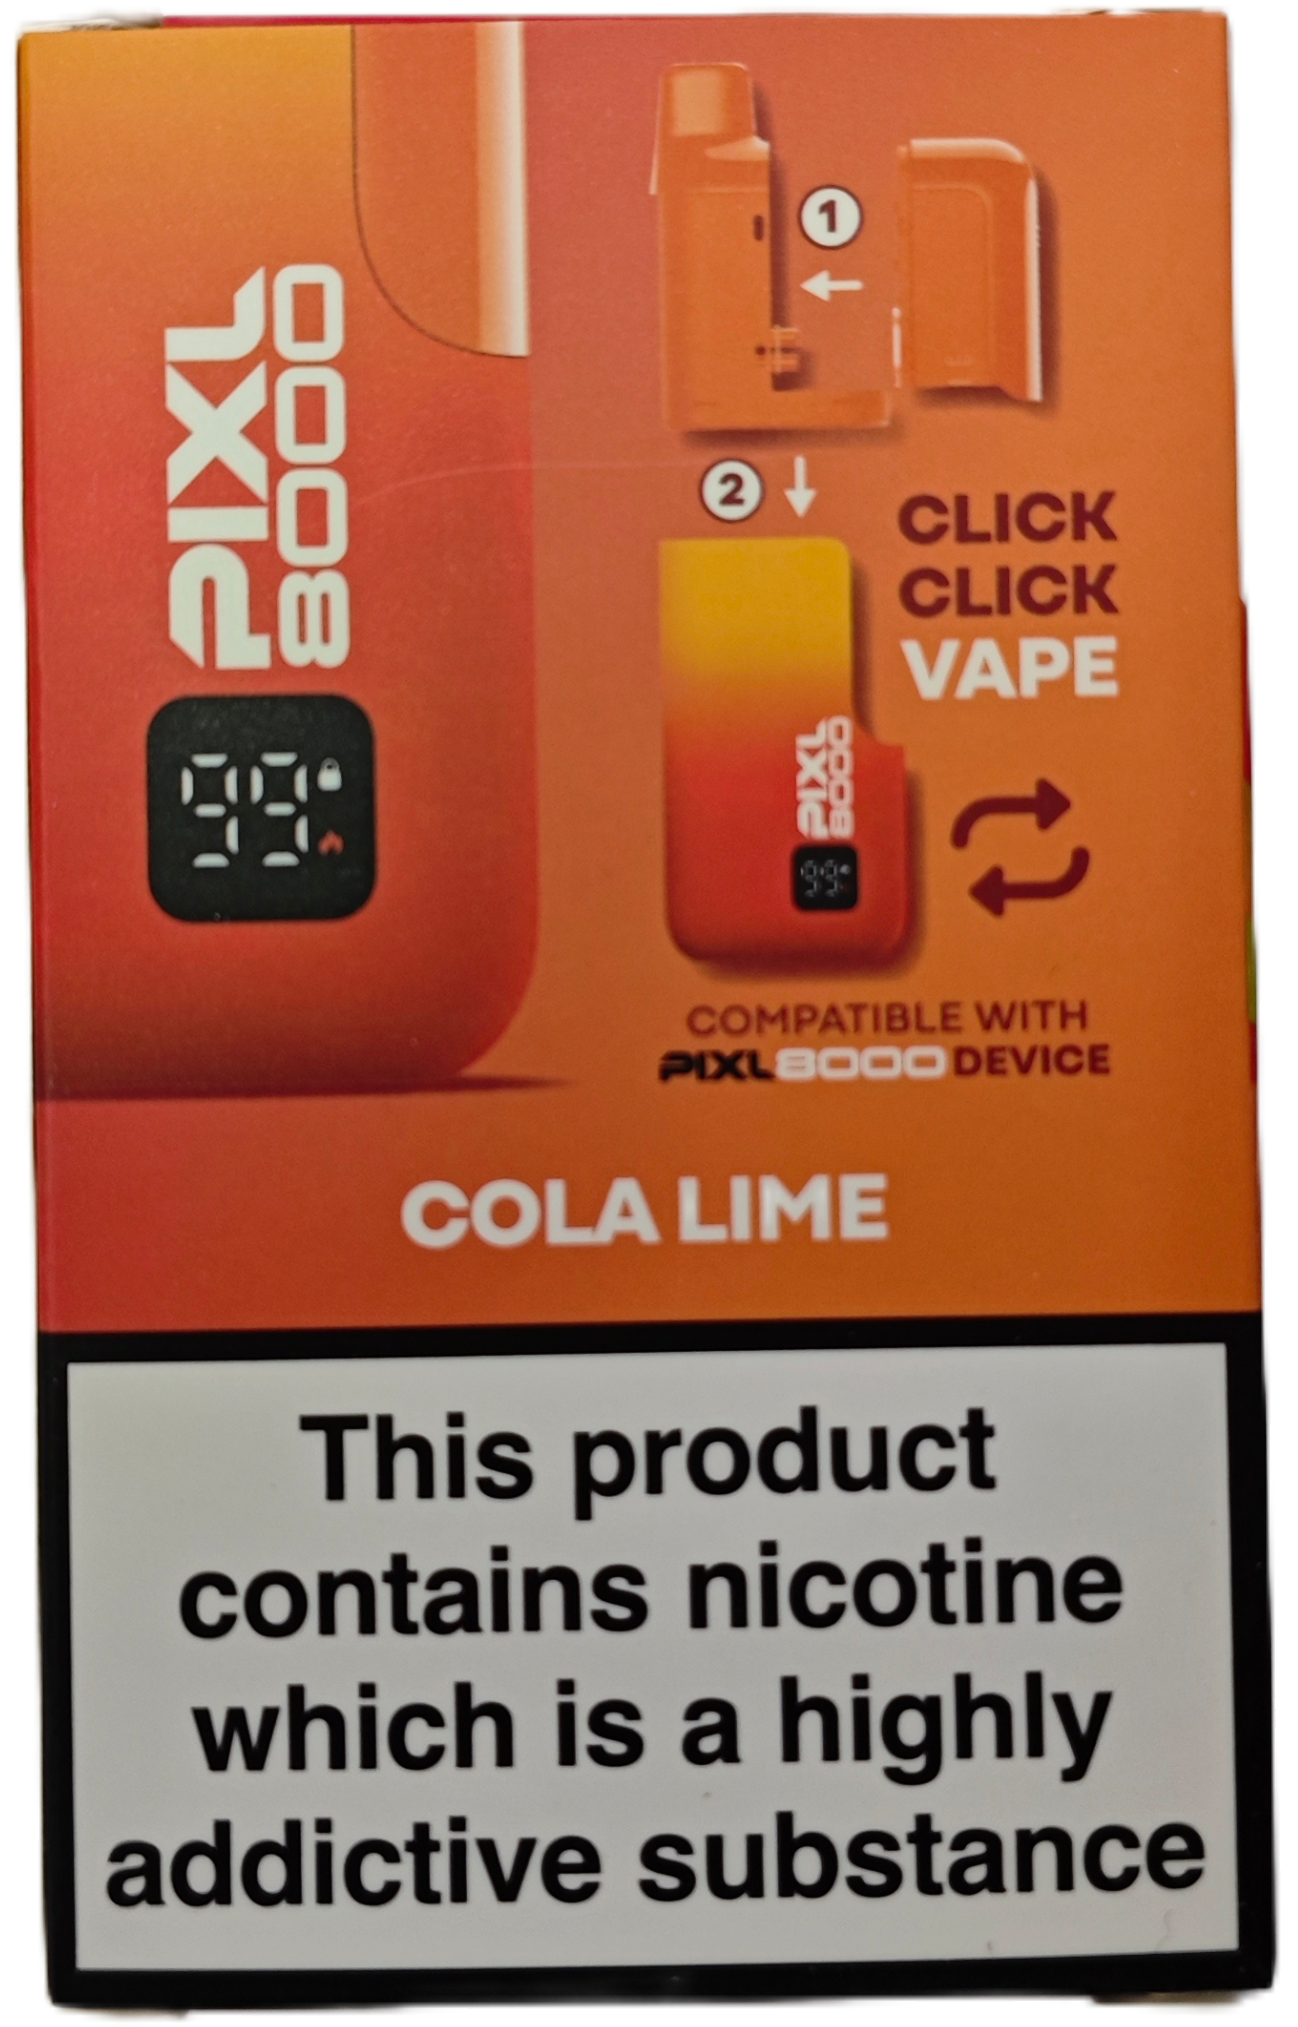 PIXL
8000
99
1
2
CLICK
CLICK
VAPE
PIXL
8000
99
COMPATIBLE WITH
PIXL8000 DEVICE
COLA LIME
This product
contains nicotine
which is a highly
addictive substance